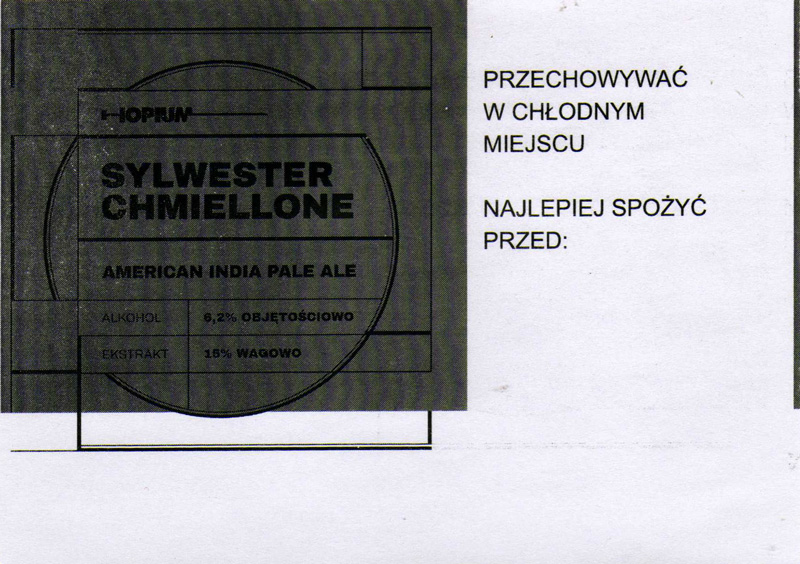 HOPIUM
SYLWESTER
CHMIELLONE
AMERICAN INDIA PALE ALE
ALKOHOL 6,2% OBJĘTOŚCIOWO
EKSTRAKT 16% WAGOWO
PRZECHOWYWAĆ
W CHŁODNYM
MIEJSCU
NAJLEPIEJ SPOŻYĆ
PRZED: